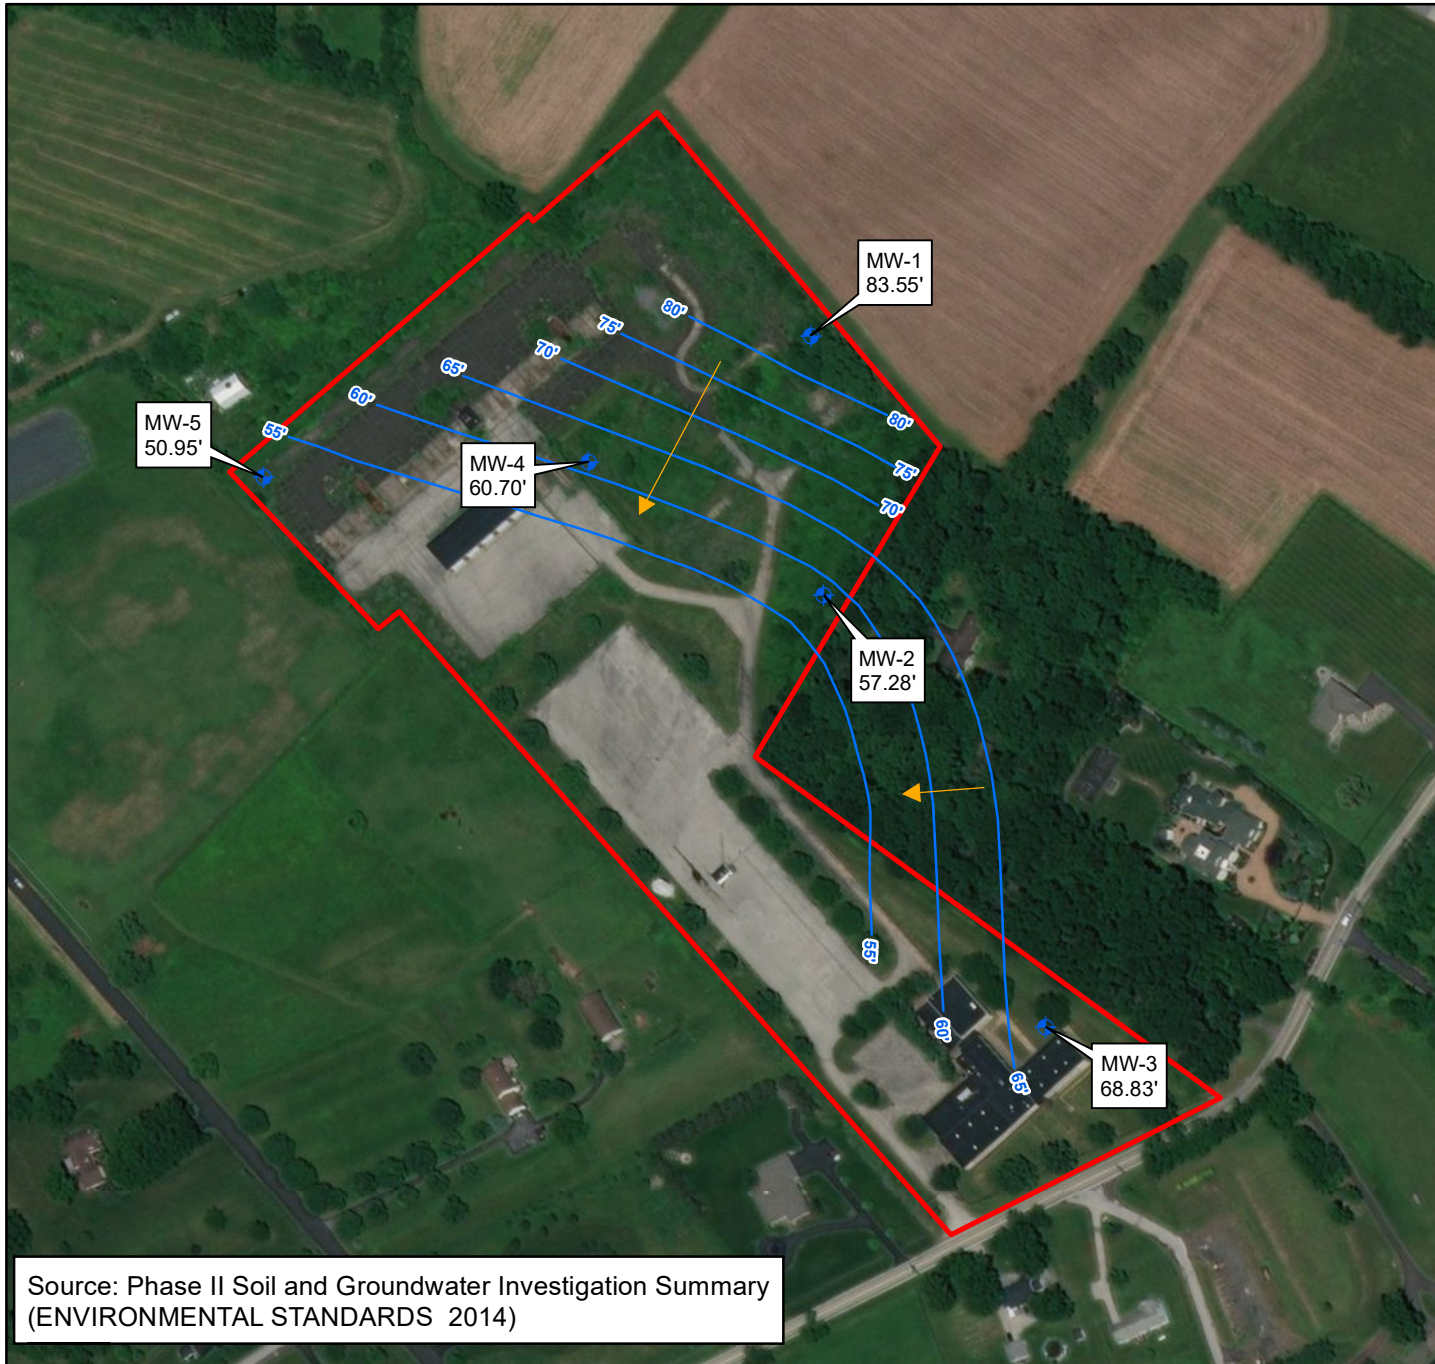 MW-1
83.55'
80'
75'
70'
65'
60'
55'
80'
75'
70'
MW-5
50.95'
MW-4
60.70'
MW-2
57.28'
55'
60'
65'
MW-3
68.83'
Source: Phase II Soil and Groundwater Investigation Summary
(ENVIRONMENTAL STANDARDS 2014)